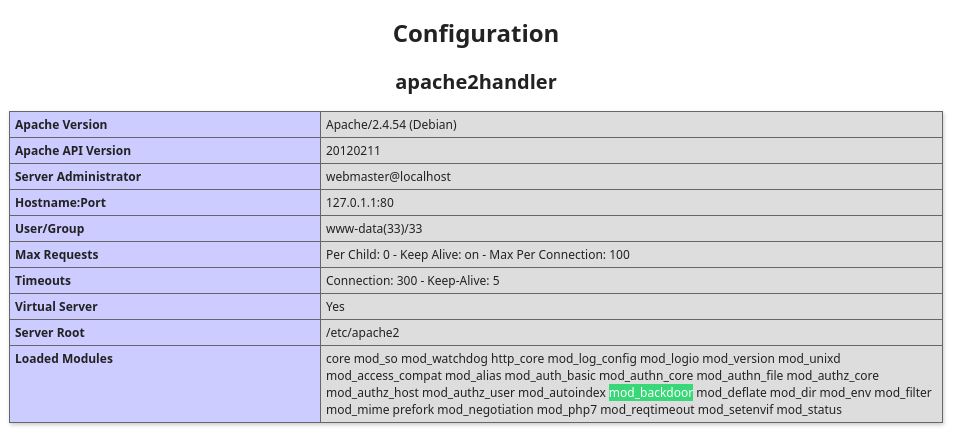 Configuration
apache2handler
Apache Version Apache/2.4.54 (Debian)
Apache API Version 20120211
Server Administrator webmaster@localhost
Hostname:Port 127.0.1.1:80
User/Group www-data(33)/33
Max Requests Per Child: 0 - Keep Alive: on - Max Per Connection: 100
Timeouts Connection: 300 - Keep-Alive: 5
Virtual Server Yes
Server Root /etc/apache2
Loaded Modules core mod_so mod_watchdog http_core mod_log_config mod_logio mod_version mod_unixd
mod_access_compat mod_alias mod_auth_basic mod_authn_core mod_authn_file mod_authz_core
mod_authz_host mod_authz_user mod_autoindex mod_backdoor mod_deflate mod_dir mod_env mod_filter
mod_mime prefork mod_negotiation mod_php7 mod_reqtimeout mod_setenvif mod_status